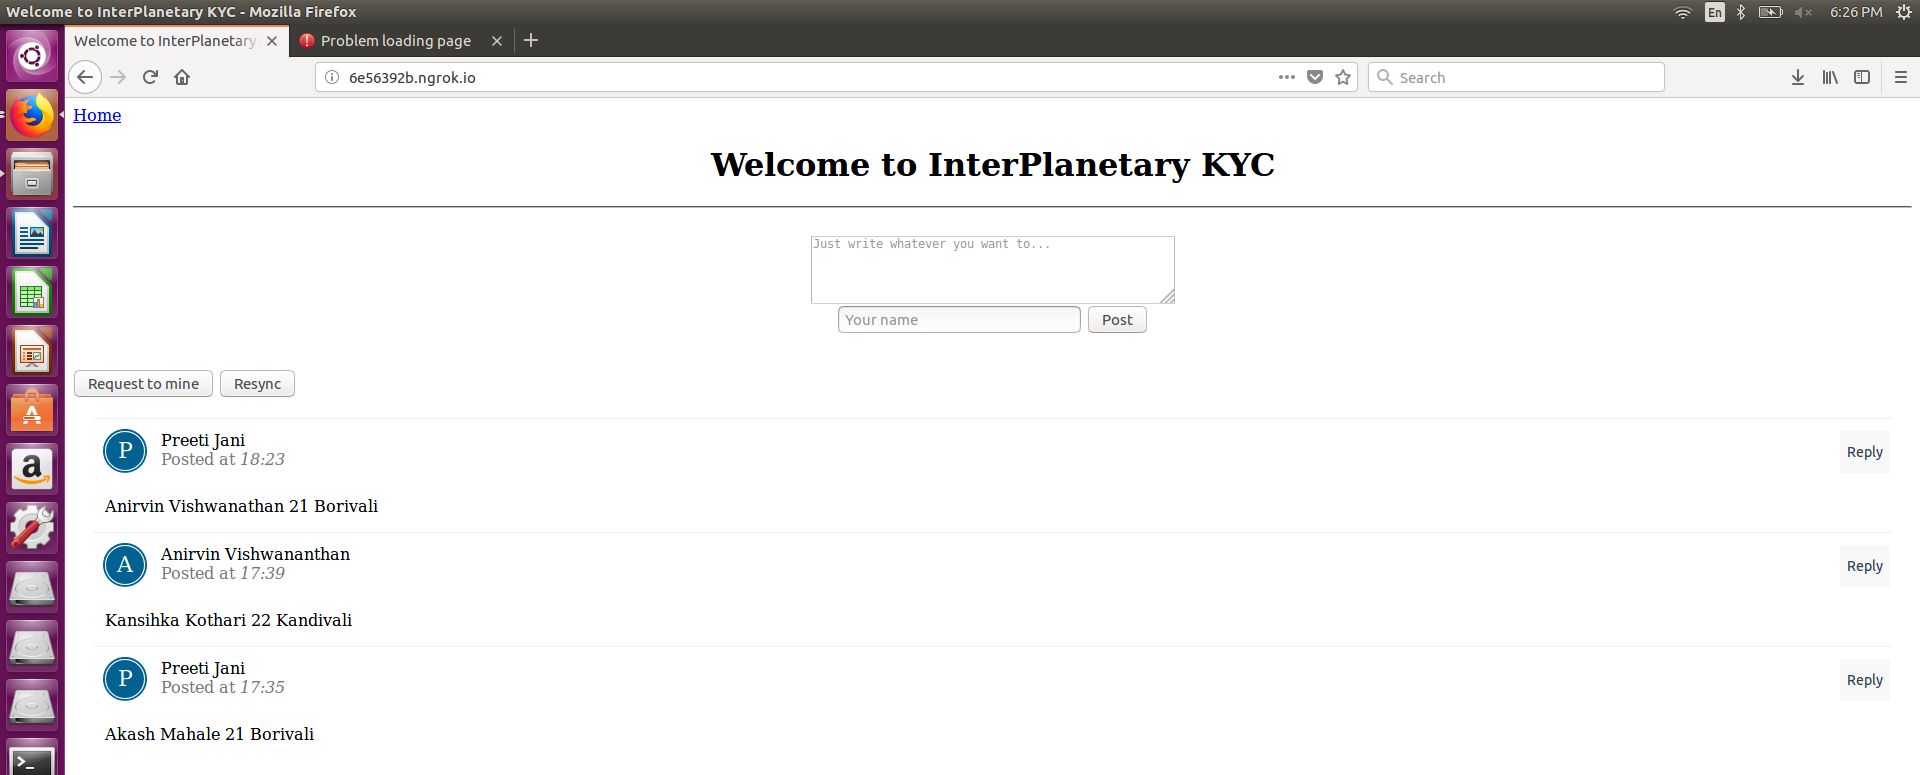 Welcome to InterPlanetary KYC - Mozilla Firefox
En
6:26 PM
Welcome to InterPlanetary
Problem loading page
6e56392b.ngrok.io
Search
Home
Welcome to InterPlanetary KYC
Just write whatever you want to...
Your name
Post
Request to mine
Resync
P
Preeti Jani
Posted at 18:23
Reply
Anirvin Vishwanathan 21 Borivali
A
Anirvin Vishwananthan
Posted at 17:39
Reply
Kansihka Kothari 22 Kandivali
P
Preeti Jani
Posted at 17:35
Reply
Akash Mahale 21 Borivali